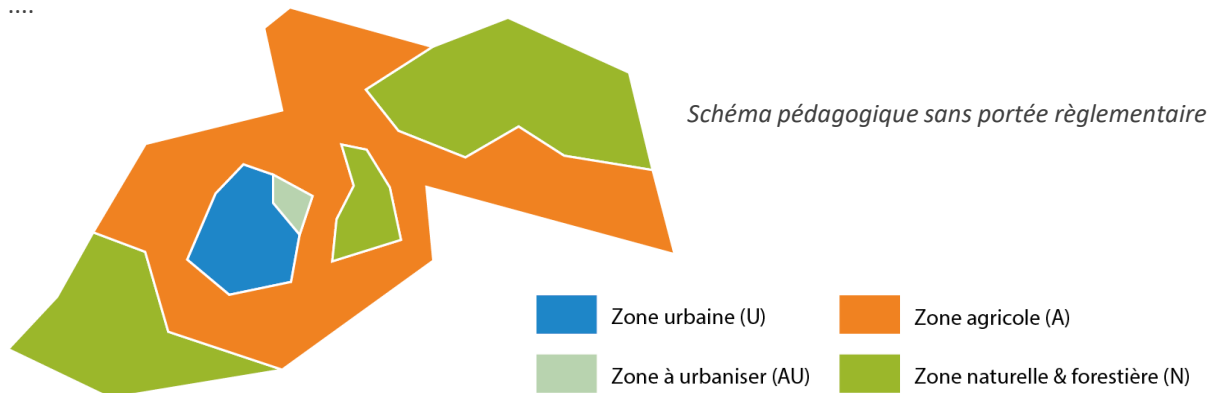 ....
Schéma pédagogique sans portée règlementaire
Zone urbaine (U)
Zone agricole (A)
Zone à urbaniser (AU)
Zone naturelle & forestière (N)